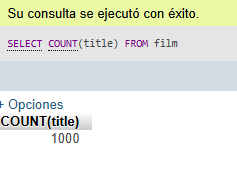 Su consulta se ejecutó con éxito.
SELECT COUNT(title) FROM film
+ Opciones
COUNT(title)
1000